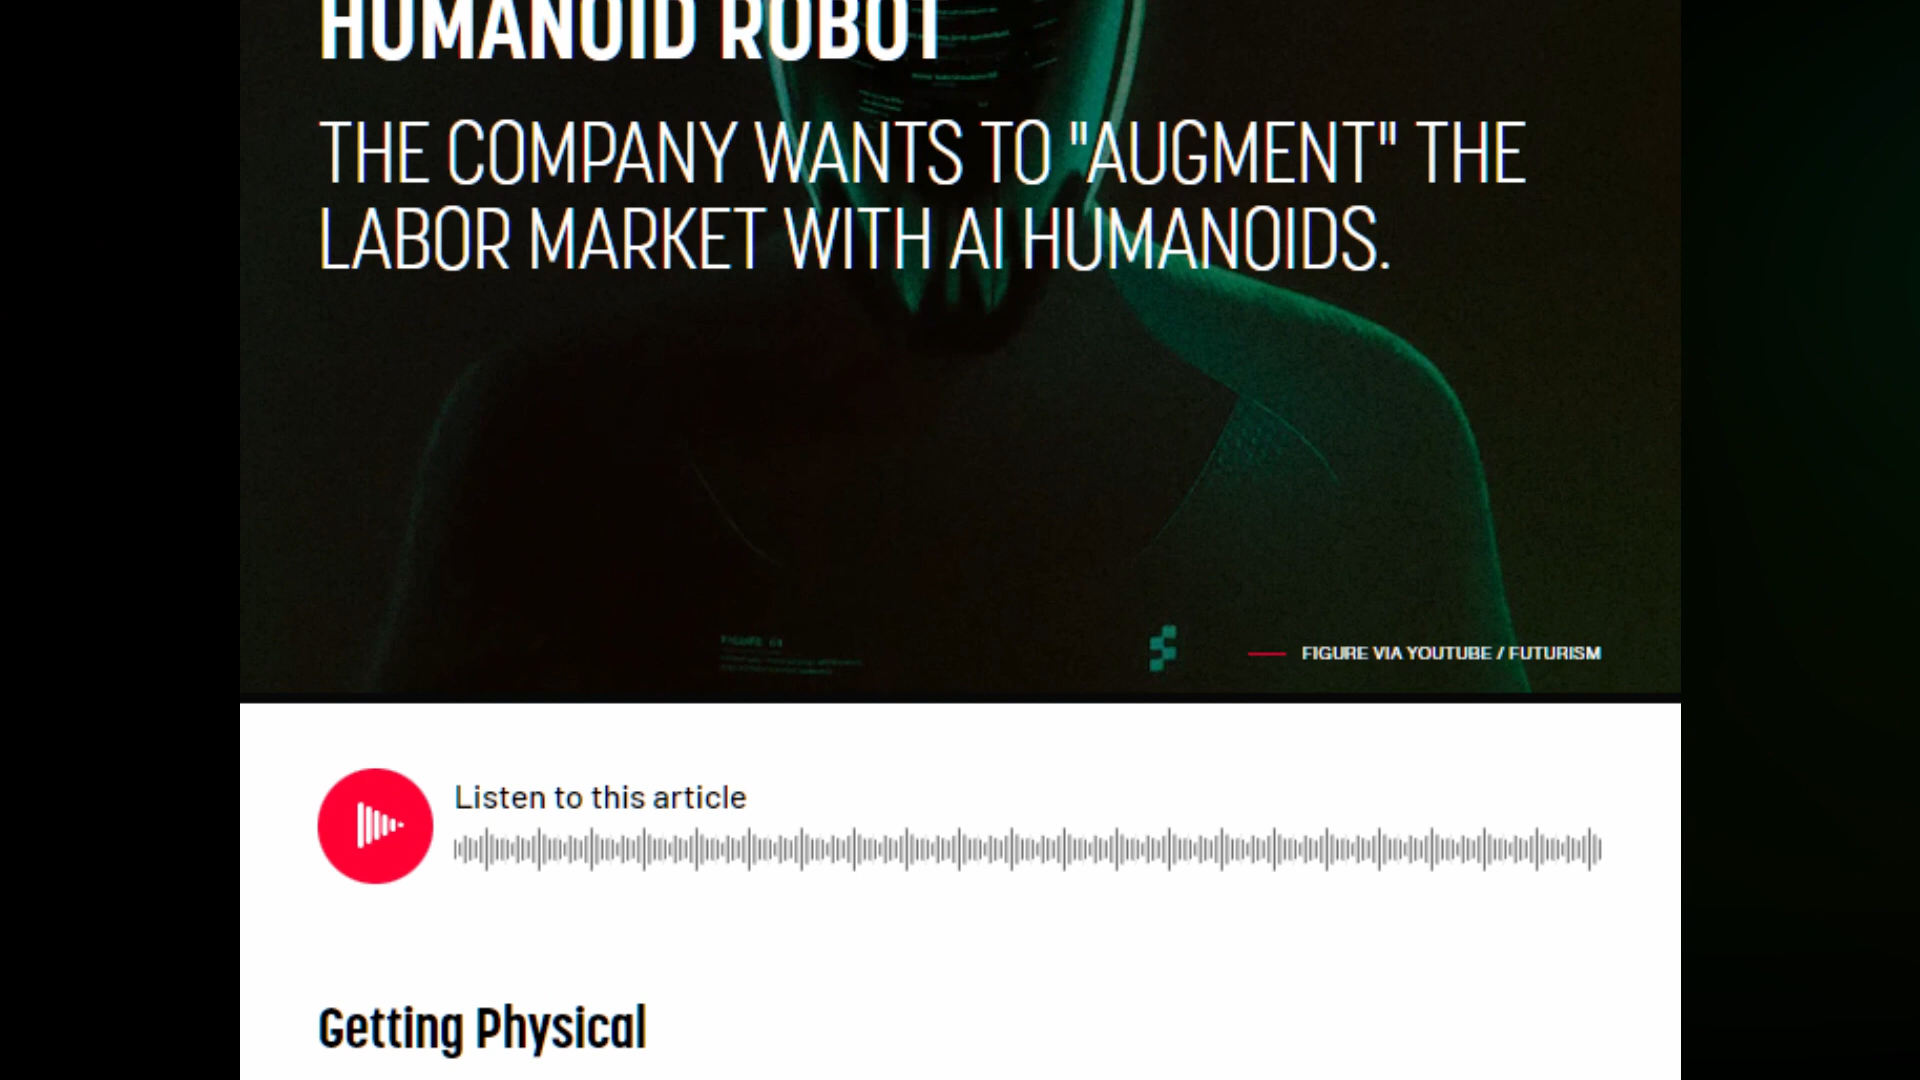 HUMANOID ROBOT
THE COMPANY WANTS TO "AUGMENT" THE
LABOR MARKET WITH AI HUMANOIDS.
FIGURE VIA YOUTUBE / FUTURISM
Listen to this article
Getting Physical